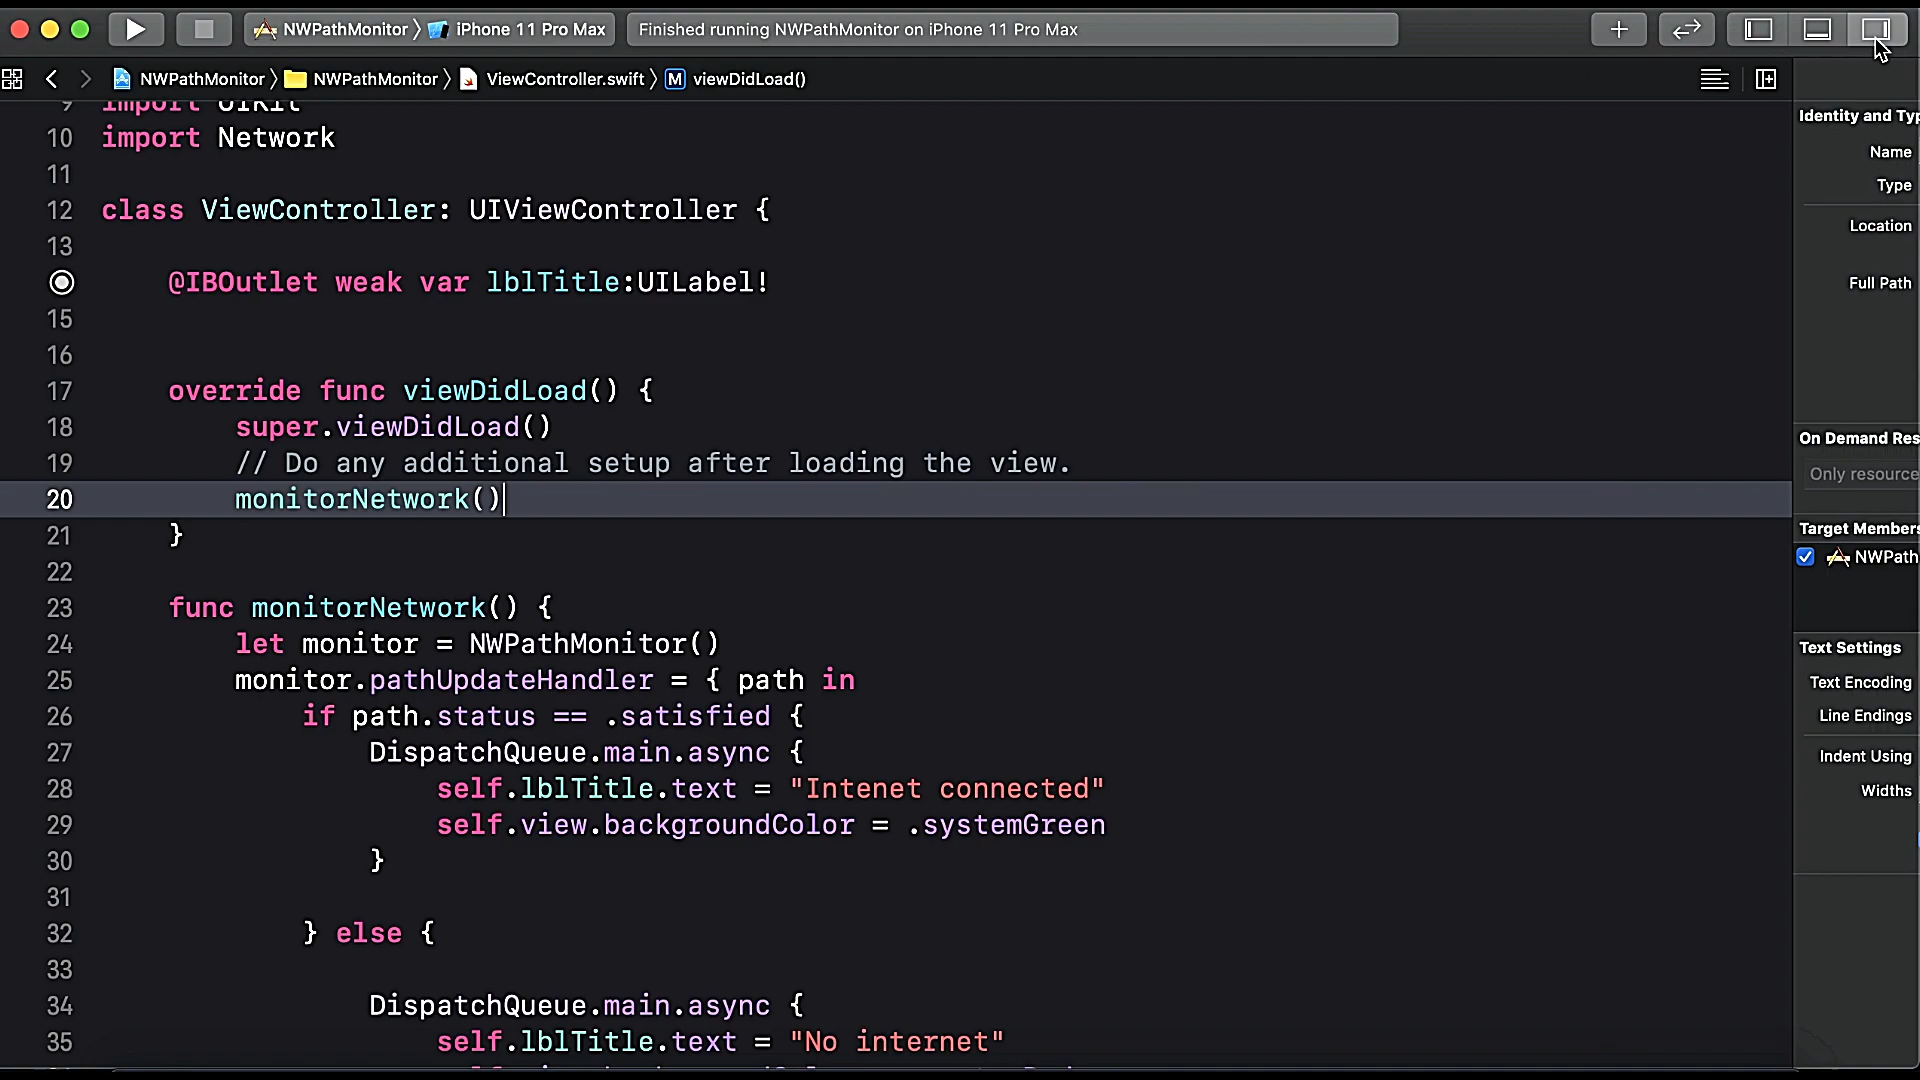 NWPathMonitor 〉 iPhone 11 Pro Max
Finished running NWPathMonitor on iPhone 11 Pro Max
NWPathMonitor 〉 NWPathMonitor 〉 ViewController.swift 〉 M viewDidLoad()
9 import UIKit
10 import Network
11
12 class ViewController: UIViewController {
13
@IBOutlet weak var lblTitle:UILabel!
15
16
17 override func viewDidLoad() {
18 super.viewDidLoad()
19 // Do any additional setup after loading the view.
20 monitorNetwork()
21 }
22
23 func monitorNetwork() {
24 let monitor = NWPathMonitor()
25 monitor.pathUpdateHandler = { path in
26 if path.status == .satisfied {
27 DispatchQueue.main.async {
28 self.lblTitle.text = "Intenet connected"
29 self.view.backgroundColor = .systemGreen
30 }
31
32 } else {
33
34 DispatchQueue.main.async {
35 self.lblTitle.text = "No internet"
Identity and Typ
Name
Type
Location
Full Path
On Demand Res
Only resource
Target Members
NWPath
Text Settings
Text Encoding
Line Endings
Indent Using
Widths